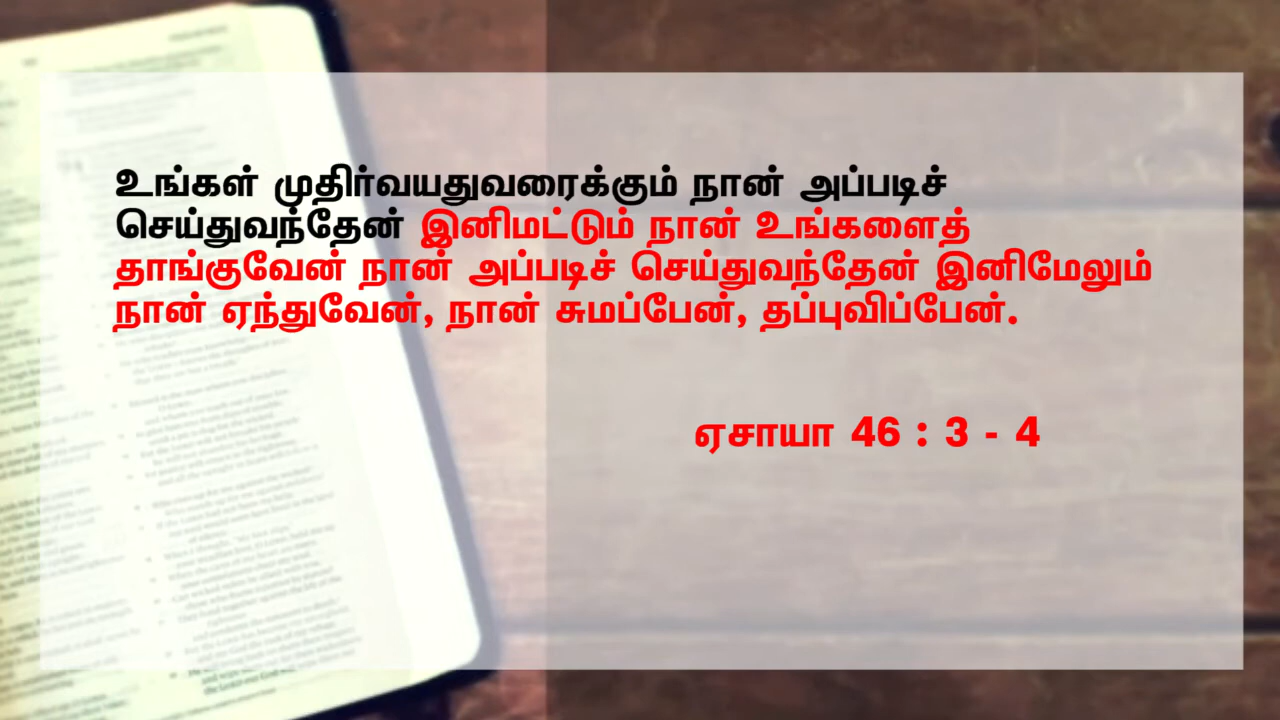 உங்கள் முதிர்வயதுவரைக்கும் நான் அப்படிச்
செய்துவந்தேன் இனிமட்டும் நான் உங்களைத்
தாங்குவேன் நான் அப்படிச் செய்துவந்தேன் இனிமேலும்
நான் ஏந்துவேன், நான் சுமப்பேன், தப்புவிப்பேன்.
ஏசாயா 46 : 3 - 4